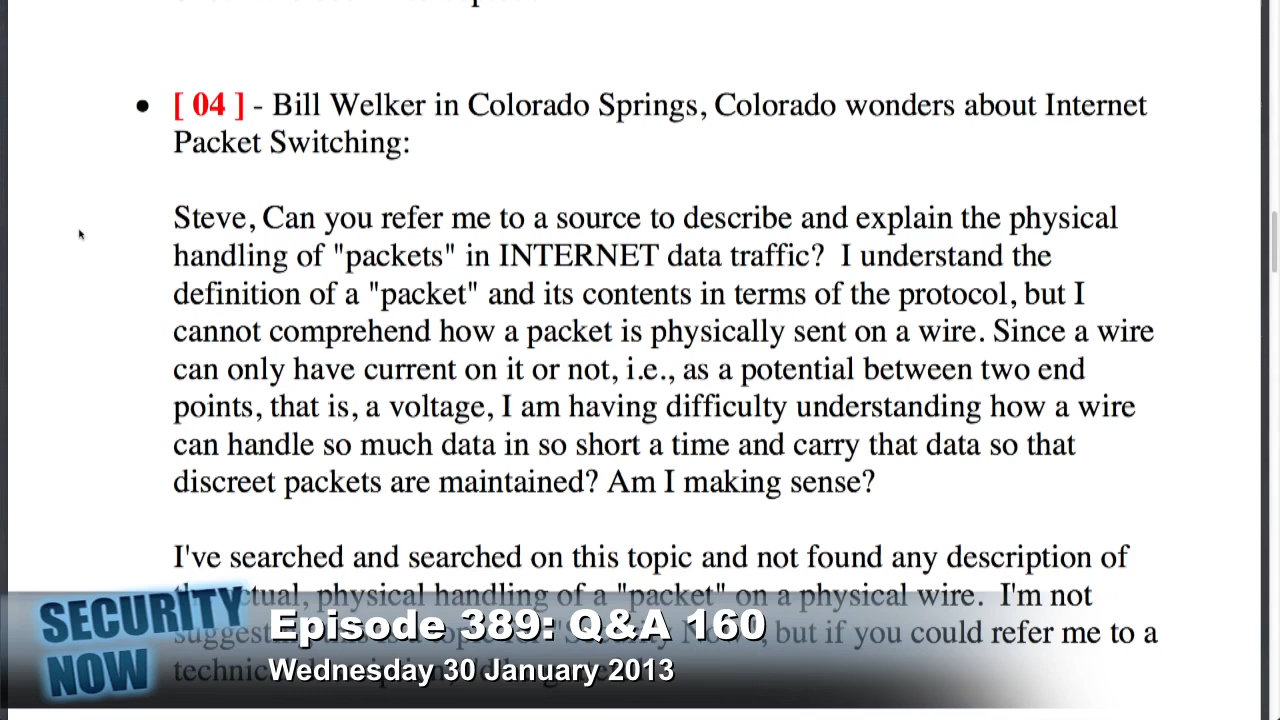 [ 04 ] - Bill Welker in Colorado Springs, Colorado wonders about Internet
Packet Switching:
Steve, Can you refer me to a source to describe and explain the physical
handling of "packets" in INTERNET data traffic?  I understand the
definition of a "packet" and its contents in terms of the protocol, but I
cannot comprehend how a packet is physically sent on a wire. Since a wire
can only have current on it or not, i.e., as a potential between two end
points, that is, a voltage, I am having difficulty understanding how a wire
can handle so much data in so short a time and carry that data so that
discreet packets are maintained? Am I making sense?
I've searched and searched on this topic and not found any description of
physical handling of a "packet" on a physical wire.  I'm not
but if you could refer me to a
SECURITY NOW
Episode 389: Q&A 160
Wednesday 30 January 2013